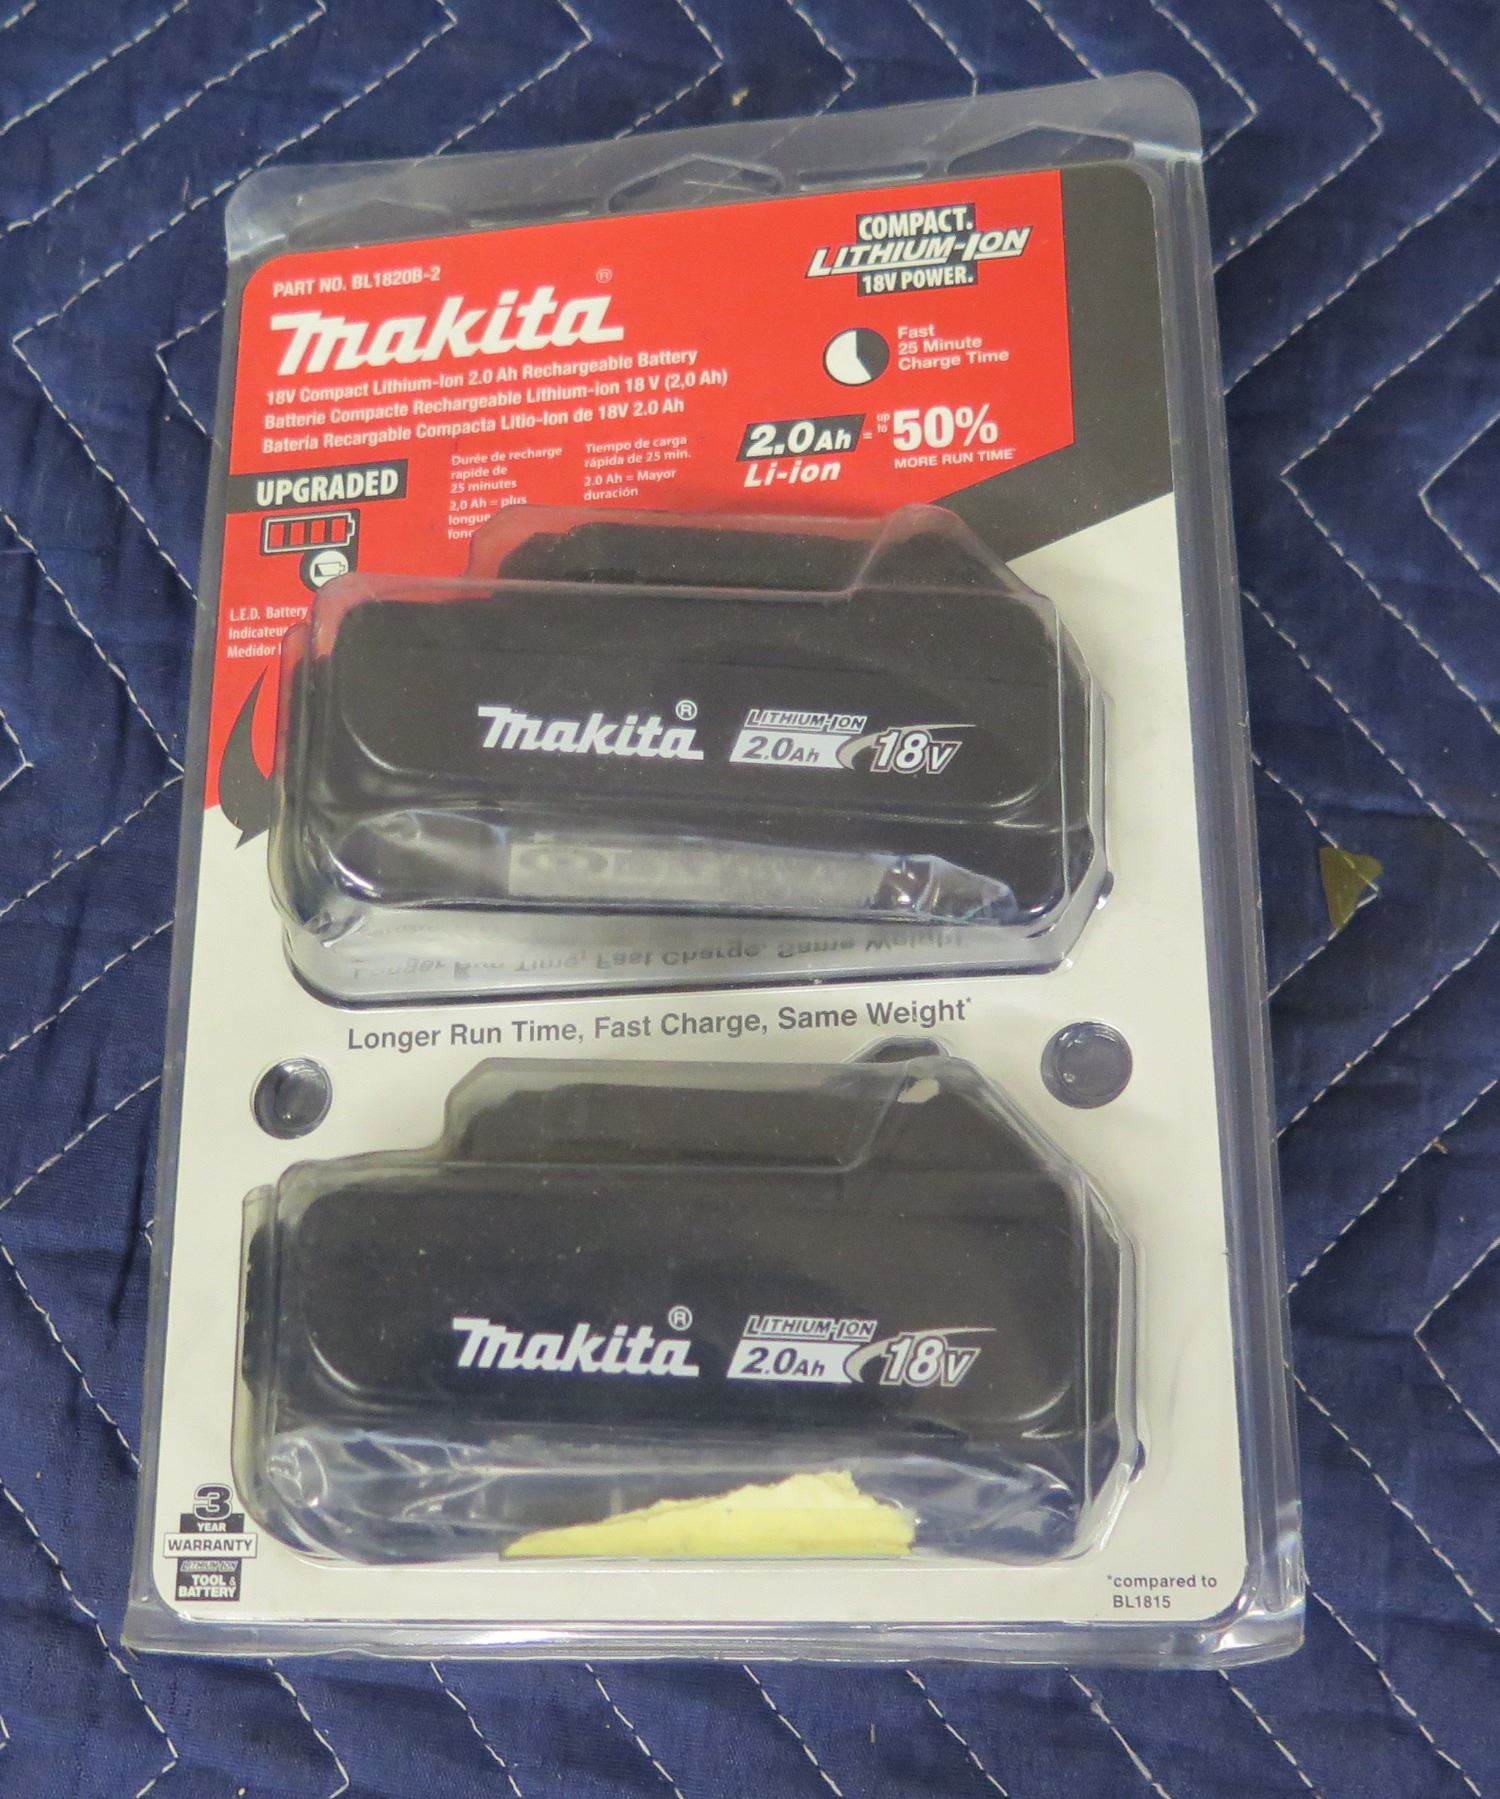 PART NO. BL1820B-2
makita®
18V Compact Lithium-Ion 2.0 Ah Rechargeable Battery
Batterie Compacte Rechargeable Lithium-ion 18 V (2,0 Ah)
Batería Recargable Compacta Litio-Ion de 18V 2.0 Ah
COMPACT.
LITHIUM-ION
18V POWER.
Fast
25 Minute
Charge Time
2.0Ah = up to 50%
Li-ion
MORE RUN TIME*
UPGRADED
Durée de recharge
rapide de
25 minutes
2,0 Ah = plus
longue
Tiempo de carga
rápida de 25 min.
2.0 Ah = Mayor
duración
L.E.D. Battery
Indicateur
Medidor
makita®
LITHIUM-ION
2.0Ah 18V
Longer Run Time, Fast Charge, Same Weight*
makita®
LITHIUM-ION
2.0Ah 18V
3
YEAR
WARRANTY
LITHIUM-ION
TOOL &
BATTERY
*compared to
BL1815